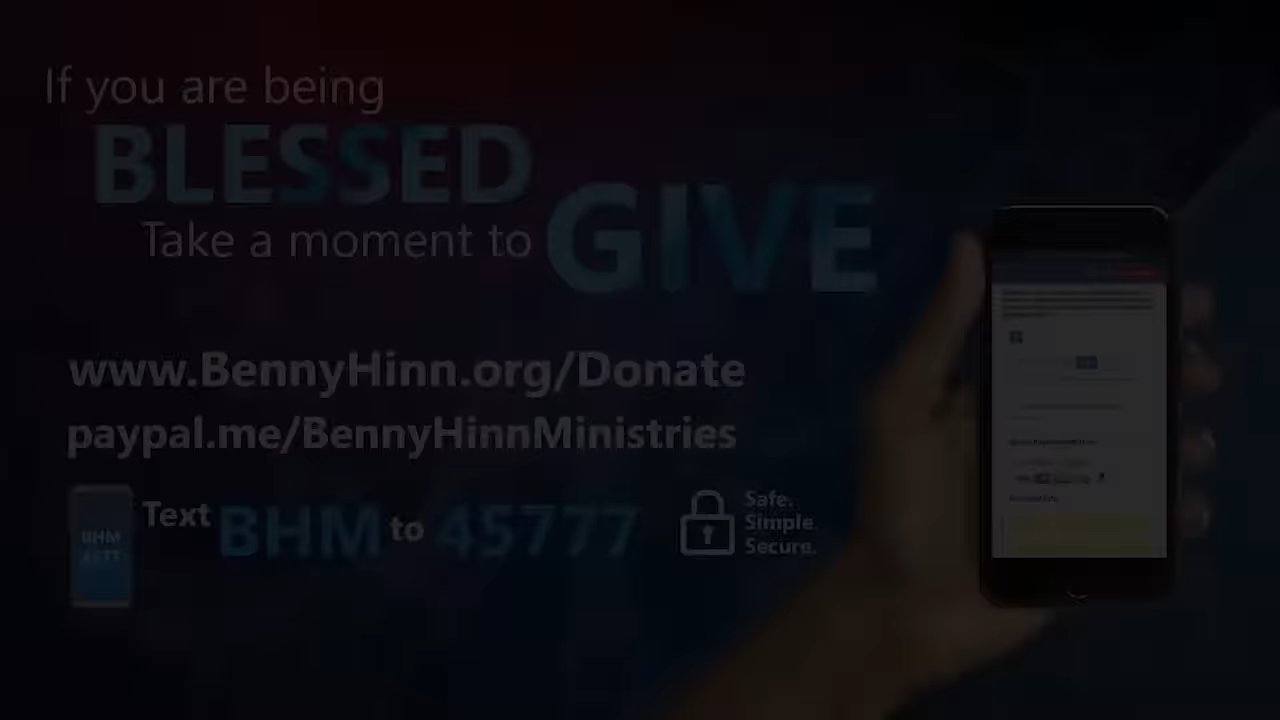 If you are being
BLESSED
Take a moment to GIVE
www.BennyHinn.org/Donate
paypal.me/BennyHinnMinistries
Text BHM to 45777
BHM
Safe.
Simple.
Secure.